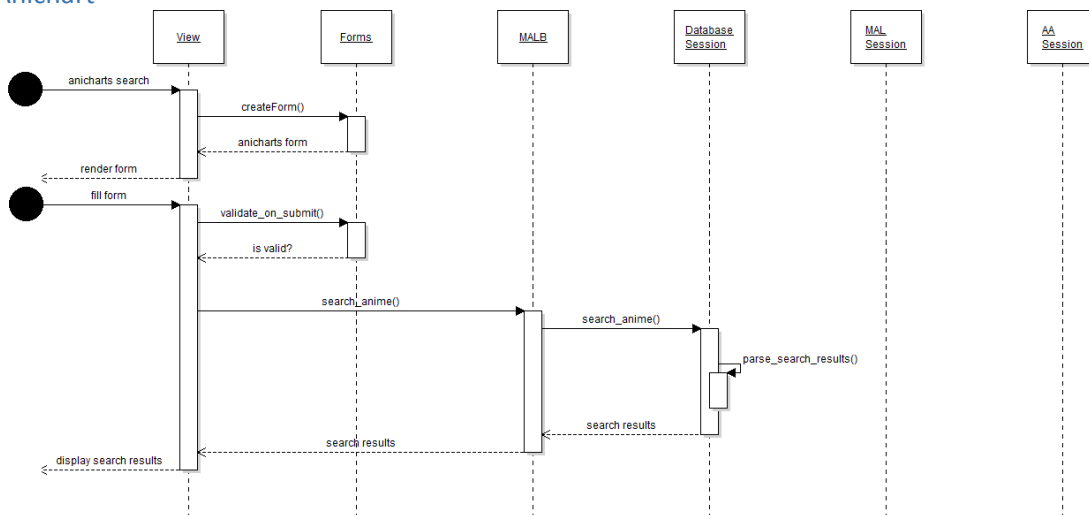 Anichart
View
Forms
MALB
Database
Session
MAL
Session
AA
Session
anicharts search
createForm()
anicharts form
render form
fill form
validate_on_submit()
is valid?
search_anime()
search_anime()
parse_search_results()
search results
search results
display search results